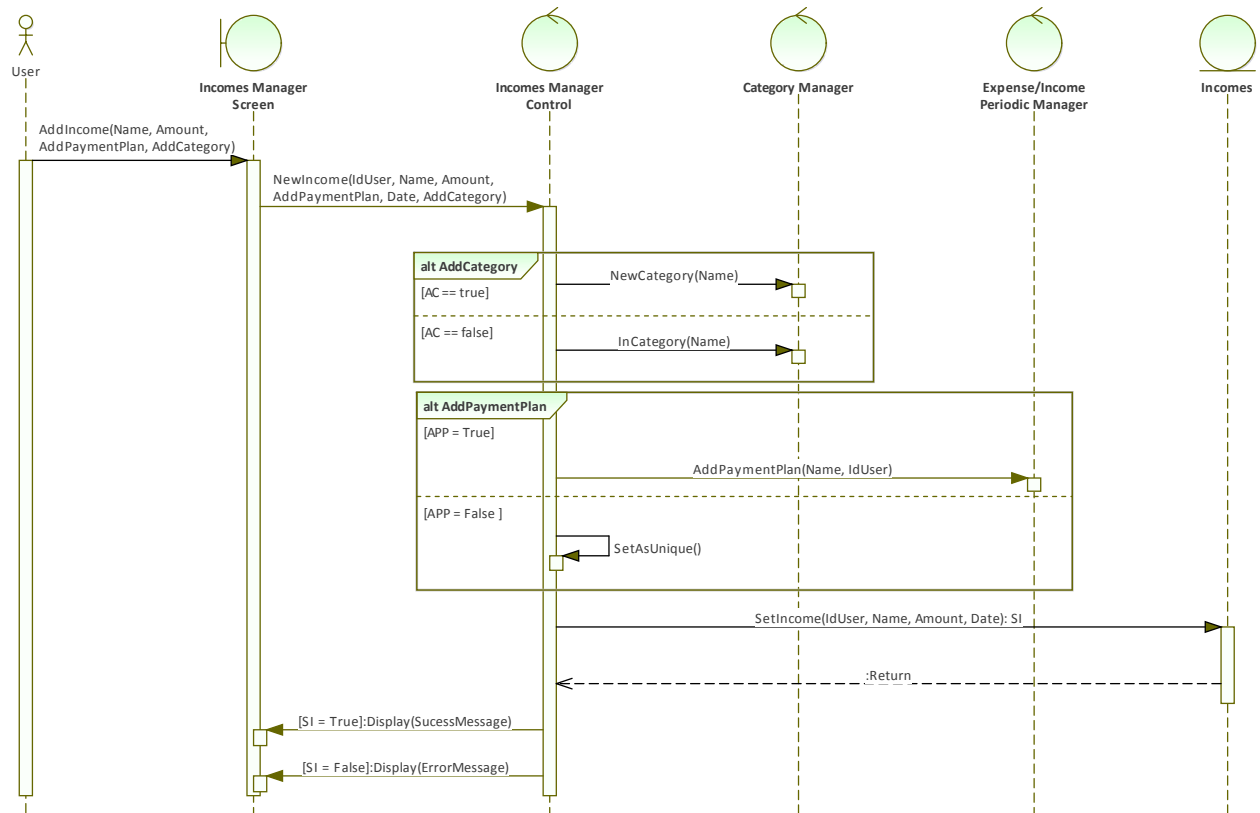 User
Incomes Manager
Screen
Incomes Manager
Control
Category Manager
Expense/Income
Periodic Manager
Incomes
AddIncome(Name, Amount,
AddPaymentPlan, AddCategory)
NewIncome(IdUser, Name, Amount,
AddPaymentPlan, Date, AddCategory)
alt AddCategory
[AC == true]
NewCategory(Name)
[AC == false]
InCategory(Name)
alt AddPaymentPlan
[APP = True]
AddPaymentPlan(Name, IdUser)
[APP = False ]
SetAsUnique()
SetIncome(IdUser, Name, Amount, Date): SI
:Return
[SI = True]:Display(SucessMessage)
[SI = False]:Display(ErrorMessage)